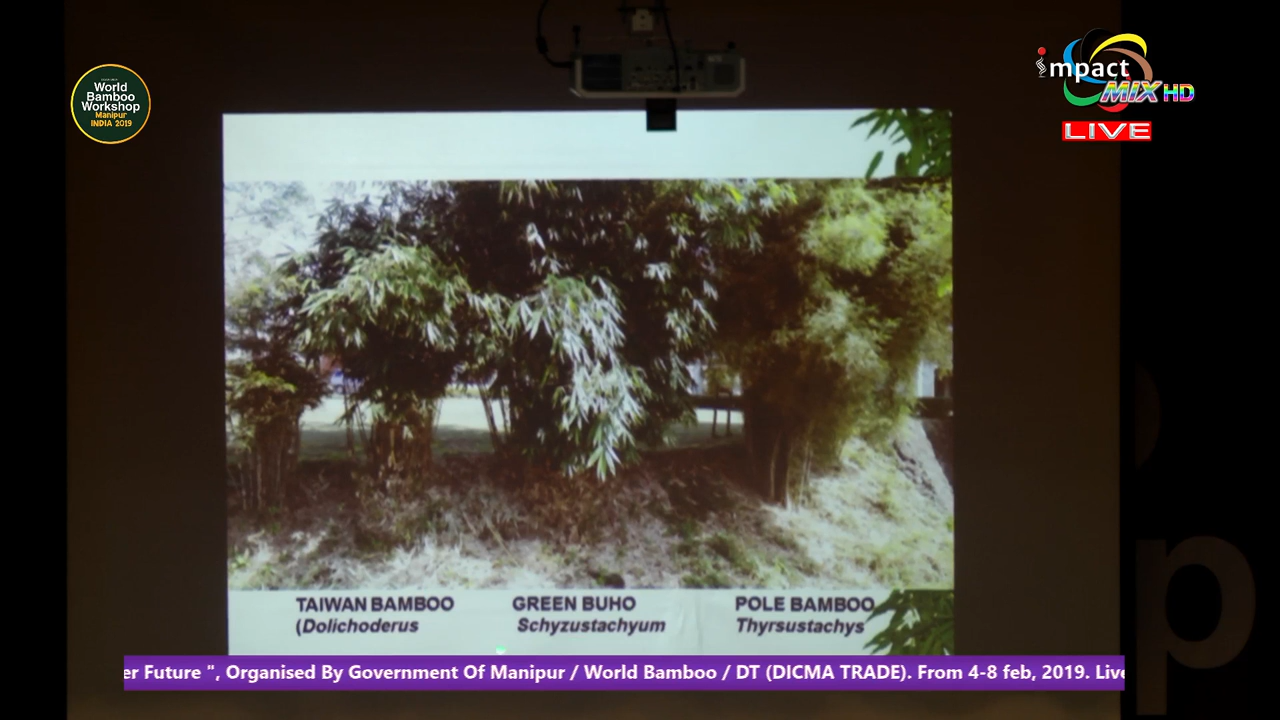 World
Bamboo
Workshop
Manipur
INDIA 2019
impact
MIX HD
LIVE
TAIWAN BAMBOO
(Dolichoderus
GREEN BUHO
Schyzustachyum
POLE BAMBOO
Thyrsustachys
er Future ", Organised By Government Of Manipur / World Bamboo / DT (DICMA TRADE). From 4-8 feb, 2019. Live
p